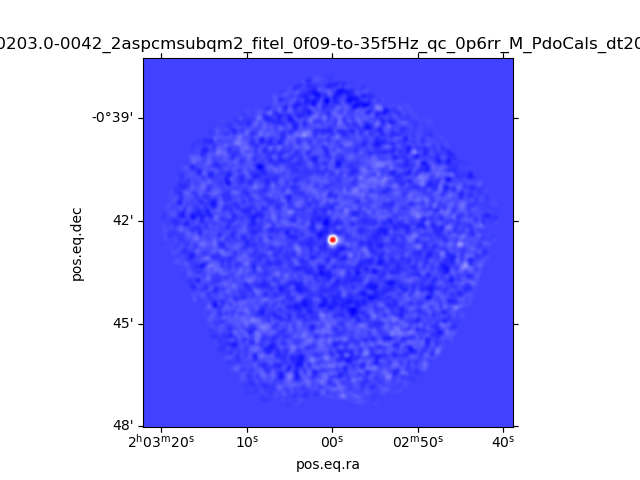 0203.0-0042_2aspcmsubqm2_fitel_0f09-to-35f5Hz_qc_0p6rr_M_PdoCals_dt20
-0°39'
42'
45'
48'
pos.eq.dec
2h03m20s 10s 00s 02m50s 40s
pos.eq.ra